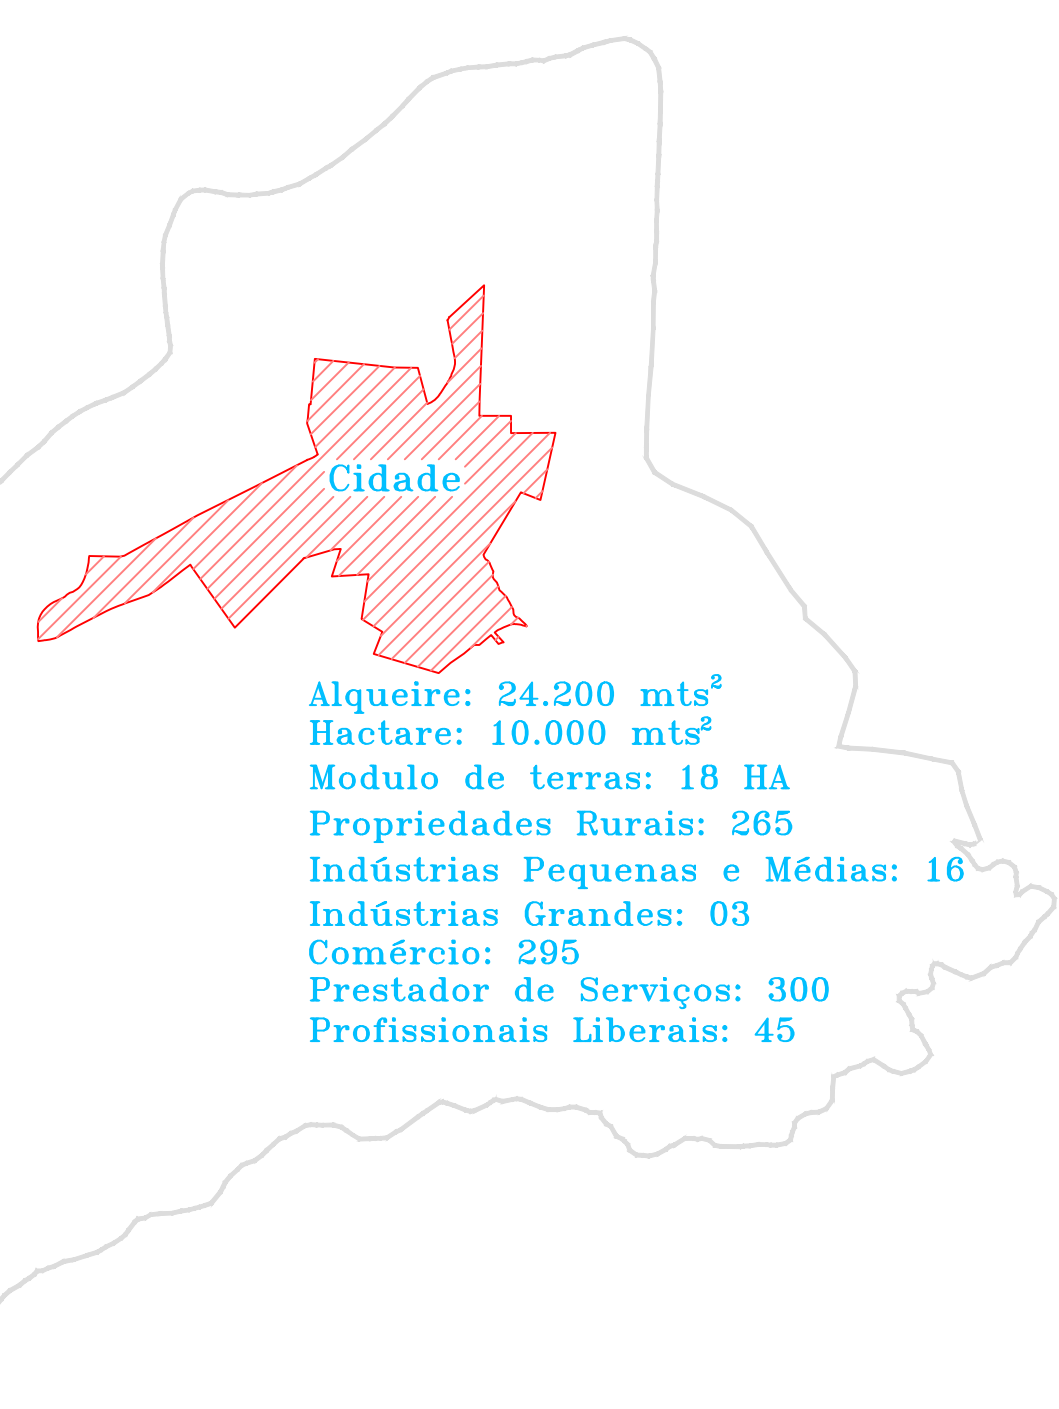 Cidade
Alqueire: 24.200 mts²
Hactare: 10.000 mts²
Modulo de terras: 18 HA
Propriedades Rurais: 265
Indústrias Pequenas e Médias: 16
Indústrias Grandes: 03
Comércio: 295
Prestador de Serviços: 300
Profissionais Liberais: 45